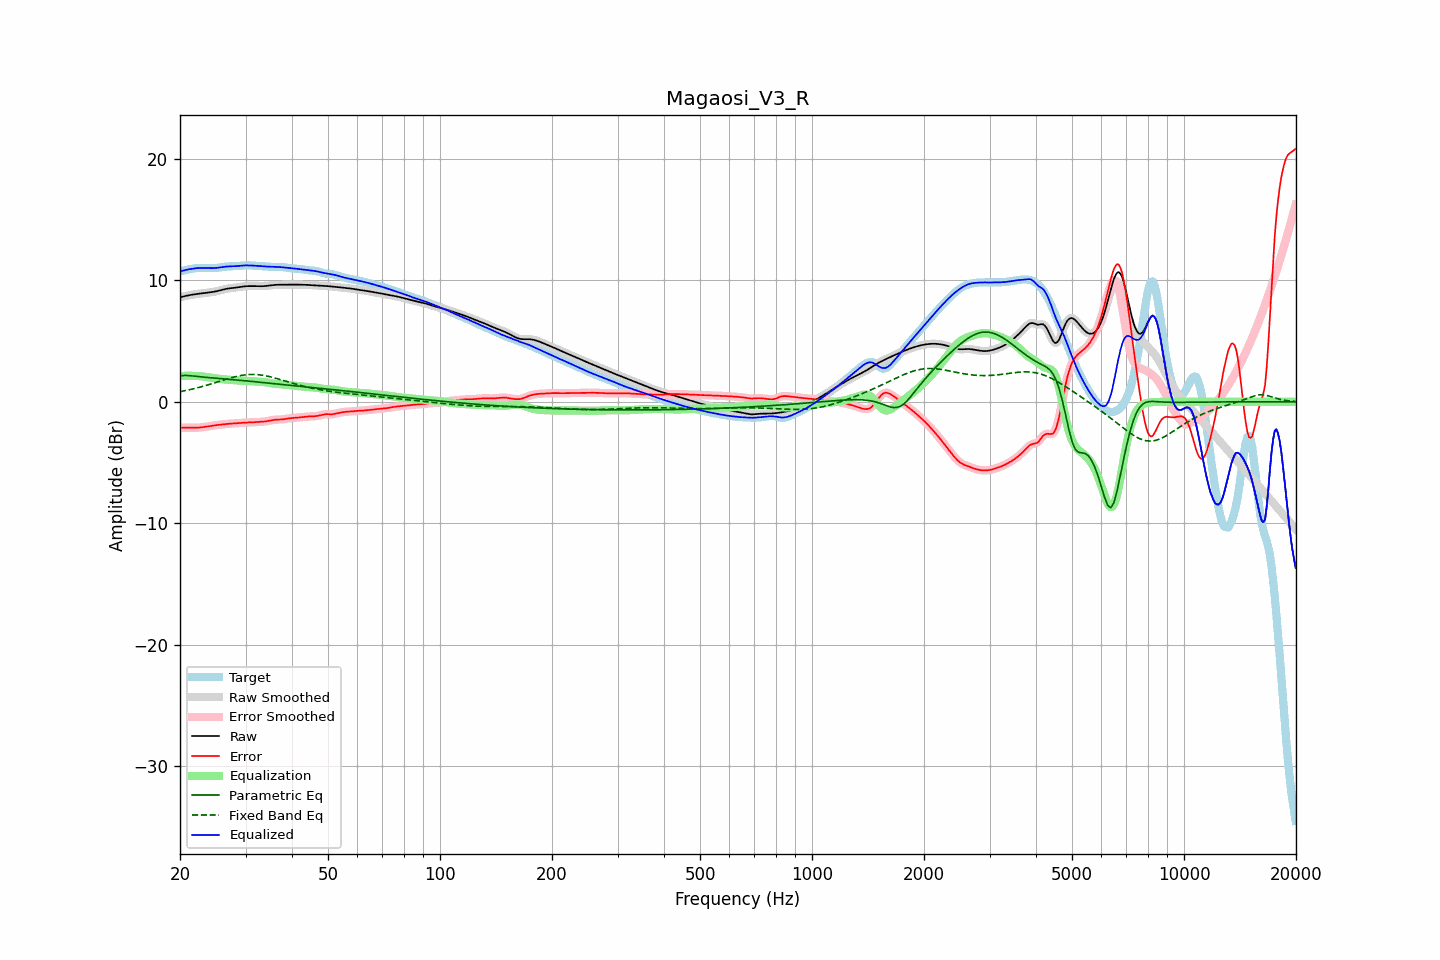 Magaosi_V3_R
Amplitude (dBr)
20
10
0
−10
−20
−30
Target
Raw Smoothed
Error Smoothed
Raw
Error
Equalization
Parametric Eq
Fixed Band Eq
Equalized
20 50 100 200 500 1000 2000 5000 10000 20000
Frequency (Hz)